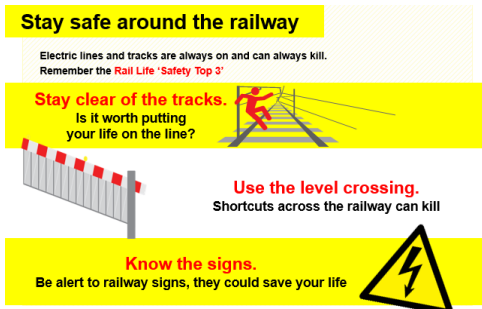 Stay safe around the railway
Electric lines and tracks are always on and can always kill.
Remember the Rail Life ‘Safety Top 3’
Stay clear of the tracks.
Is it worth putting
your life on the line?
Use the level crossing.
Shortcuts across the railway can kill
Know the signs.
Be alert to railway signs, they could save your life